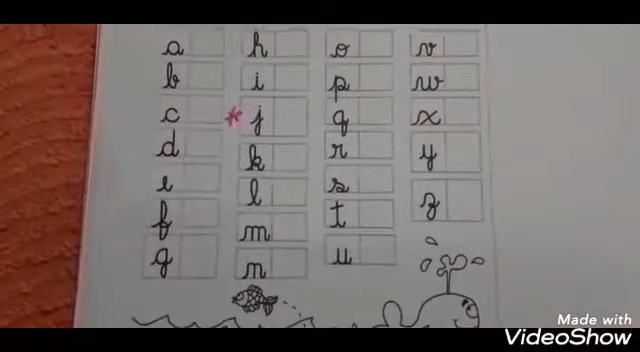 a h o v
b i p w
c * j q x
d k r y
e l s z
f m t
g n u
Made with
VideoShow